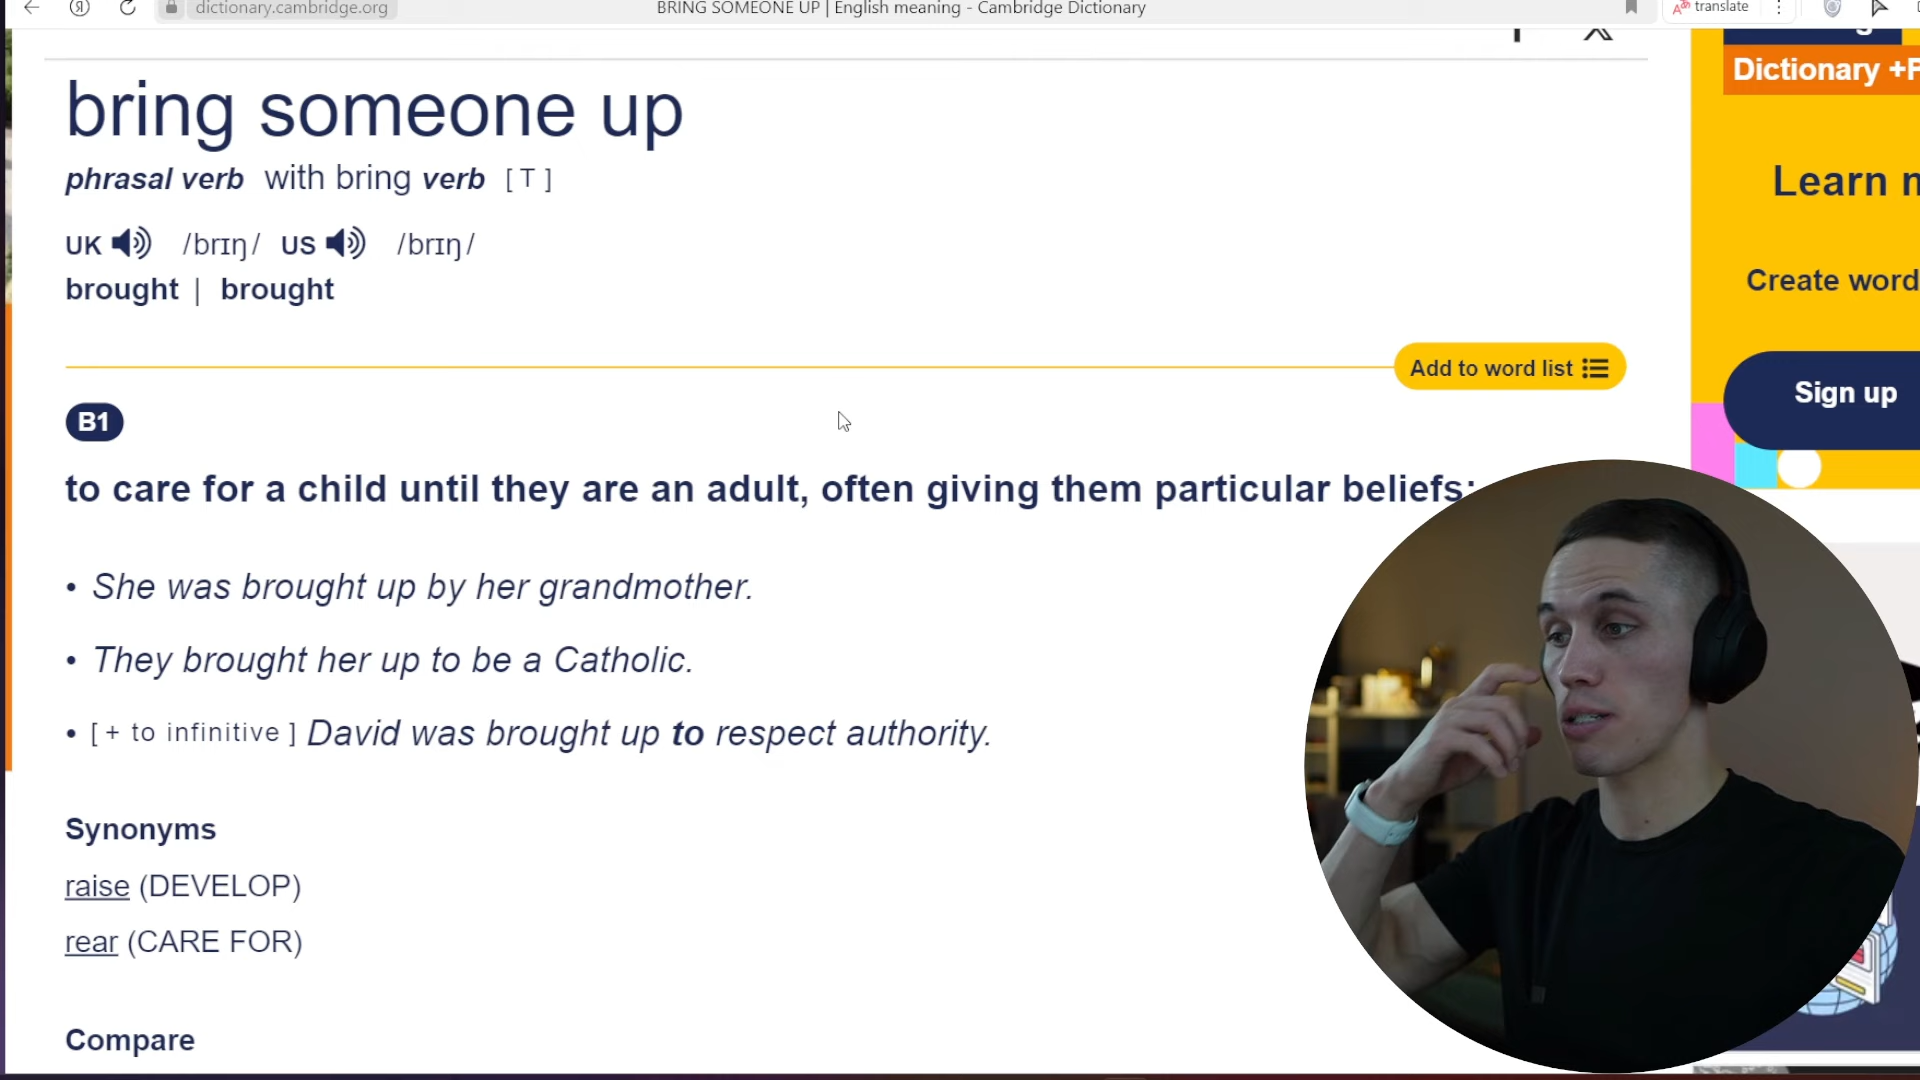 dictionary.cambridge.org
BRING SOMEONE UP | English meaning - Cambridge Dictionary
translate
bring someone up
phrasal verb with bring verb [ T ]
UK /brɪŋ/ US /brɪŋ/
brought | brought
Add to word list
B1
to care for a child until they are an adult, often giving them particular beliefs:
• She was brought up by her grandmother.
• They brought her up to be a Catholic.
• [ + to infinitive ] David was brought up to respect authority.
Synonyms
raise (DEVELOP)
rear (CARE FOR)
Compare
Dictionary +
Learn
Create word
Sign up